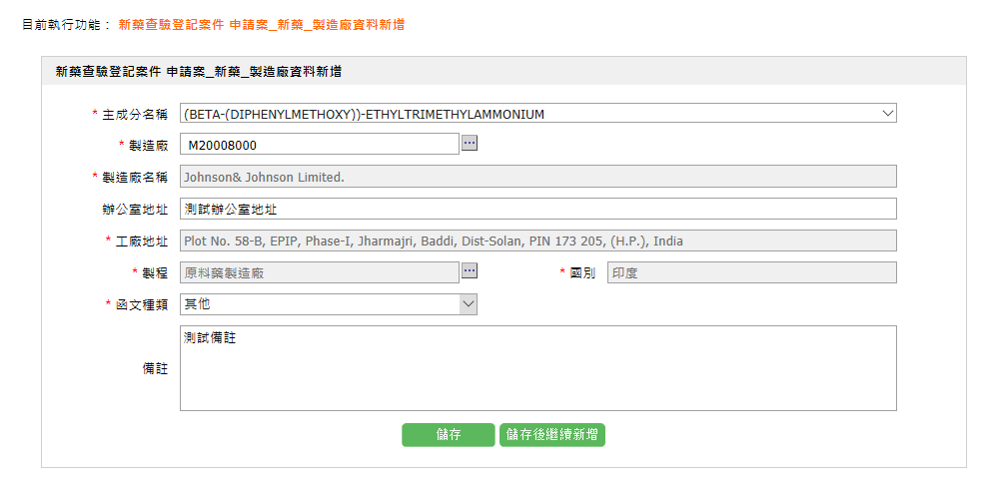 目前執行功能： 新藥查驗登記案件 申請案_新藥_製造廠資料新增
新藥查驗登記案件 申請案_新藥_製造廠資料新增
* 主成分名稱 (BETA-(DIPHENYLMETHOXY))-ETHYLTRIMETHYLAMMONIUM
* 製造廠 M20008000 ...
* 製造廠名稱 Johnson& Johnson Limited.
辦公室地址 測試辦公室地址
* 工廠地址 Plot No. 58-B, EPIP, Phase-I, Jharmajri, Baddi, Dist-Solan, PIN 173 205, (H.P.), India
* 製程 原料藥製造廠 ... * 國別 印度
* 函文種類 其他
備註 測試備註
儲存 儲存後繼續新增